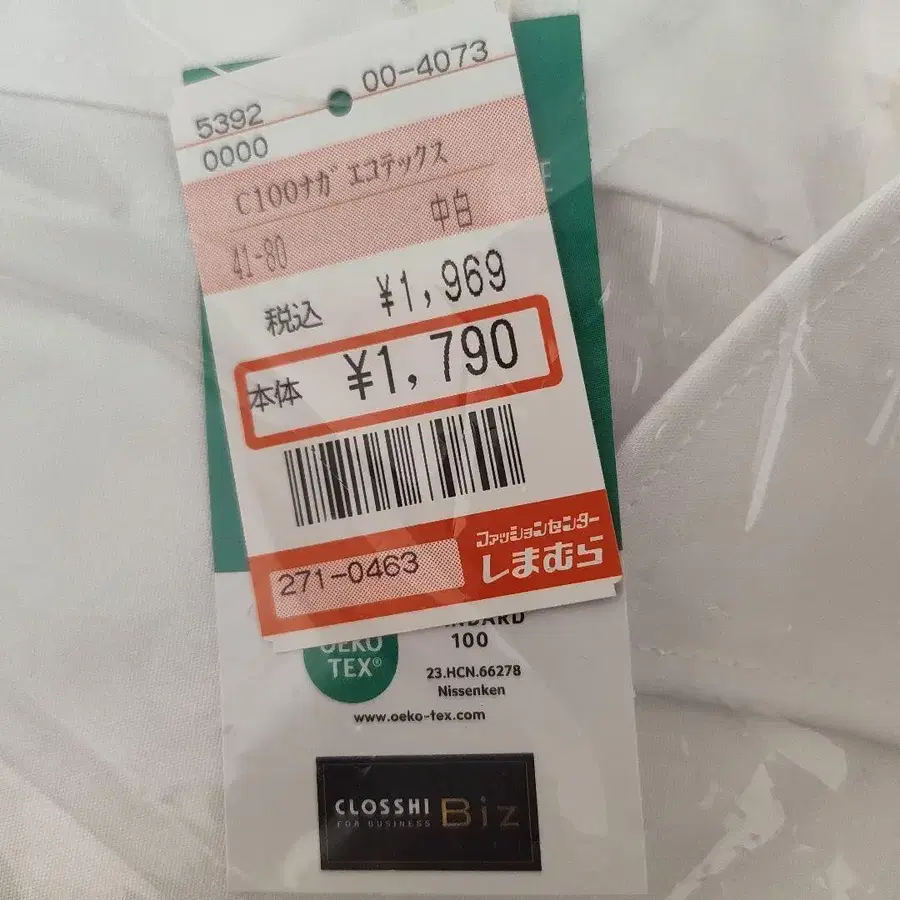 5392
00-4073
0000
C100ナガ エコテックス
41-80
中白
税込 ¥1,969
本体 ¥1,790
271-0463
ファッションセンター
しまむら
OEKO
TEX®
100
23.HCN.66278
Nissenken
www.oeko-tex.com
CLOSSHI Biz
FOR BUSINESS